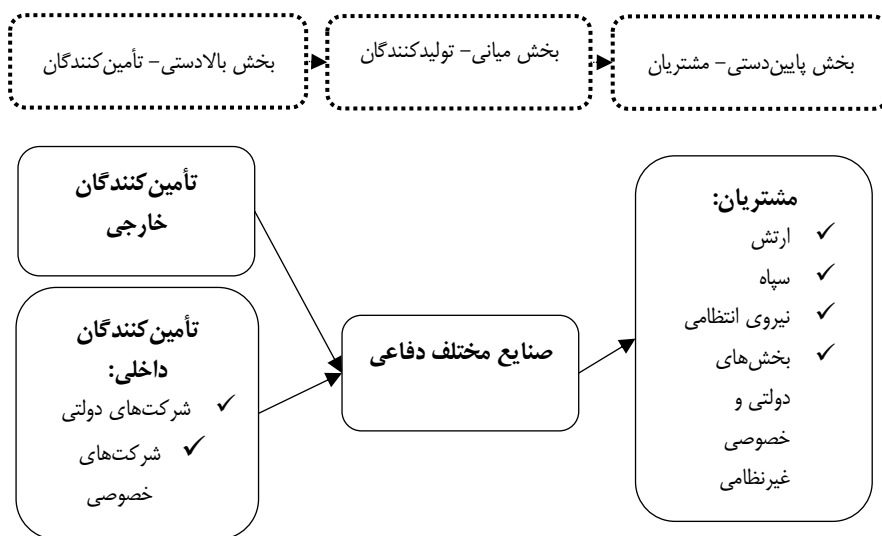 بخش بالادستی– تأمین‌کنندگان
بخش میانی– تولیدکنندگان
بخش پایین‌دستی– مشتریان
تأمین‌کنندگان
خارجی
تأمین‌کنندگان
داخلی:
✓ شرکت‌های دولتی
✓ شرکت‌های
خصوصی
صنایع مختلف دفاعی
مشتریان:
✓ ارتش
✓ سپاه
✓ نیروی انتظامی
✓ بخش‌های
دولتی و
خصوصی
غیرنظامی